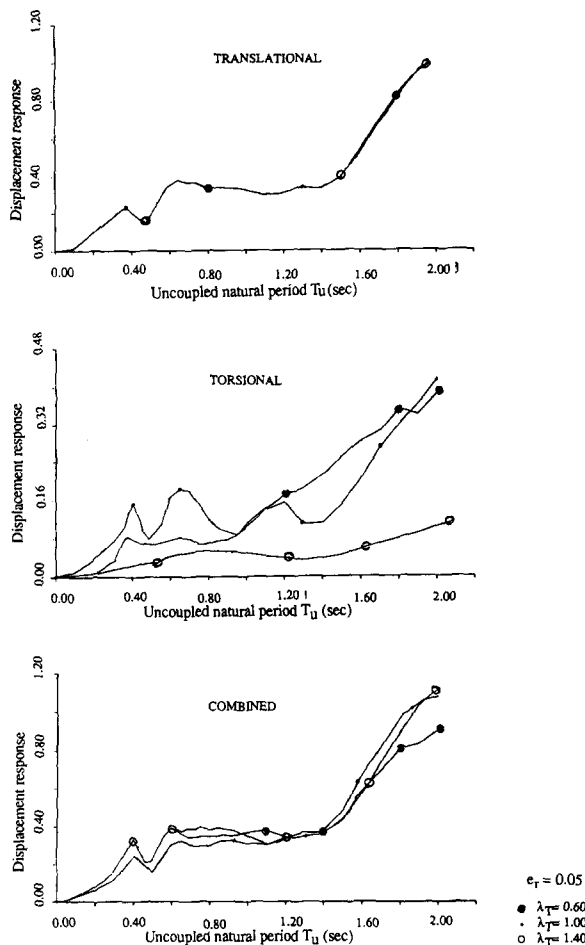 1.20
0.80
0.40
0.00
Displacement response
TRANSLATIONAL
0.00 0.40 0.80 1.20 1.60 2.00
Uncoupled natural period TU (sec)
0.48
0.32
0.16
0.00
Displacement response
TORSIONAL
0.00 0.40 0.80 1.20 1.60 2.00
Uncoupled natural period TU (sec)
1.20
0.80
0.40
0.00
Displacement response
COMBINED
0.00 0.40 0.80 1.20 1.60 2.00
Uncoupled natural period TU (sec)
er = 0.05
λT= 0.60
λT= 1.00
λT= 1.40